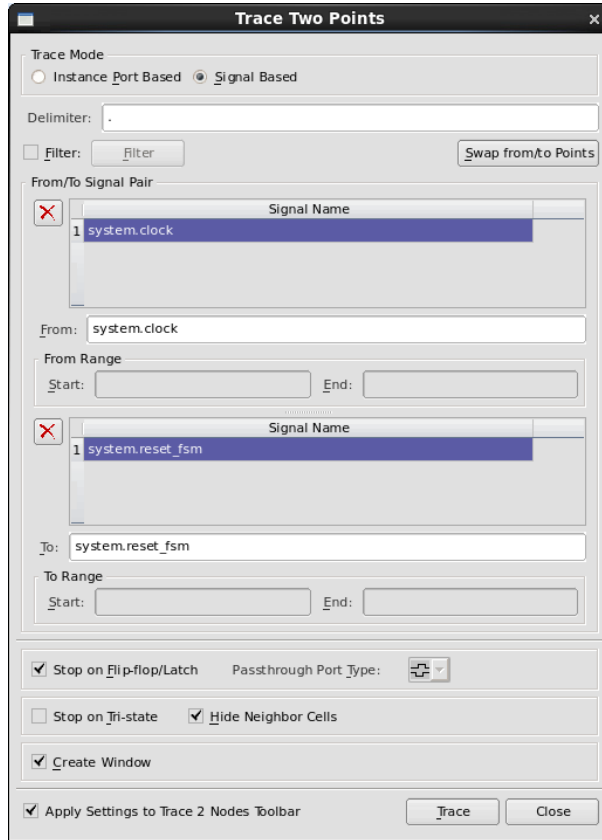 Trace Two Points
Trace Mode
Instance Port Based Signal Based
Delimiter: .
Filter: Filter Swap from/to Points
From/To Signal Pair
Signal Name
1 system.clock
From: system.clock
From Range
Start: End:
Signal Name
1 system.reset_fsm
To: system.reset_fsm
To Range
Start: End:
Stop on Flip-flop/Latch Passthrough Port Type:
Stop on Tri-state Hide Neighbor Cells
Create Window
Apply Settings to Trace 2 Nodes Toolbar Trace Close